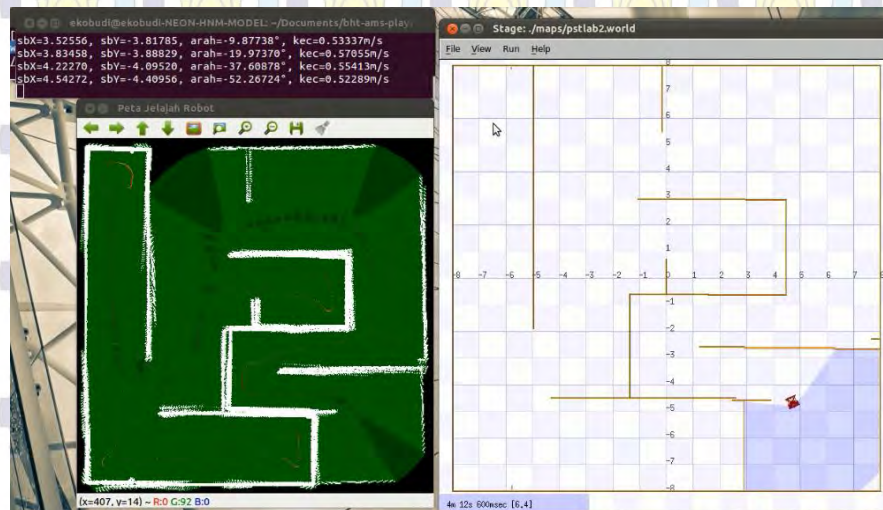 ekobudi@ekobudi-NEON-HNM-MODEL: ~/Documents/bht-ams-play
sbX=3.52556, sbY=-3.81785, arah=-9.87738°, kec=0.53337m/s
sbX=3.83458, sbY=-3.88829, arah=-19.97370°, kec=0.57055m/s
sbX=4.22270, sbY=-4.09520, arah=-37.60878°, kec=0.55413m/s
sbX=4.54272, sbY=-4.40956, arah=-52.26724°, kec=0.52289m/s
Peta Jelajah Robot
(x=407, y=14) ~ R:0 G:92 B:0
Stage: ./maps/pstlab2.world
File View Run Help
8
7
6
5
4
3
2
1
-8 -7 -6 -5 -4 -3 -2 -1 0 1 2 3 4 5 6 7 8
-1
-2
-3
-4
-5
-6
-7
-8
4m 12s 600msec [6.4]